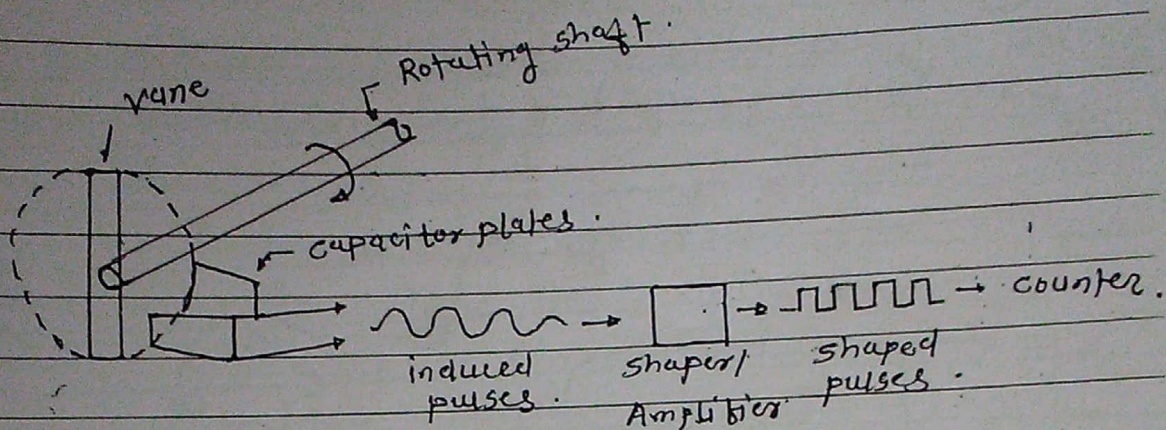 Rotating shaft.
vane
capacitor plates.
counter.
induced
pulses.
shaper/
Amplifier
shaped
pulses.